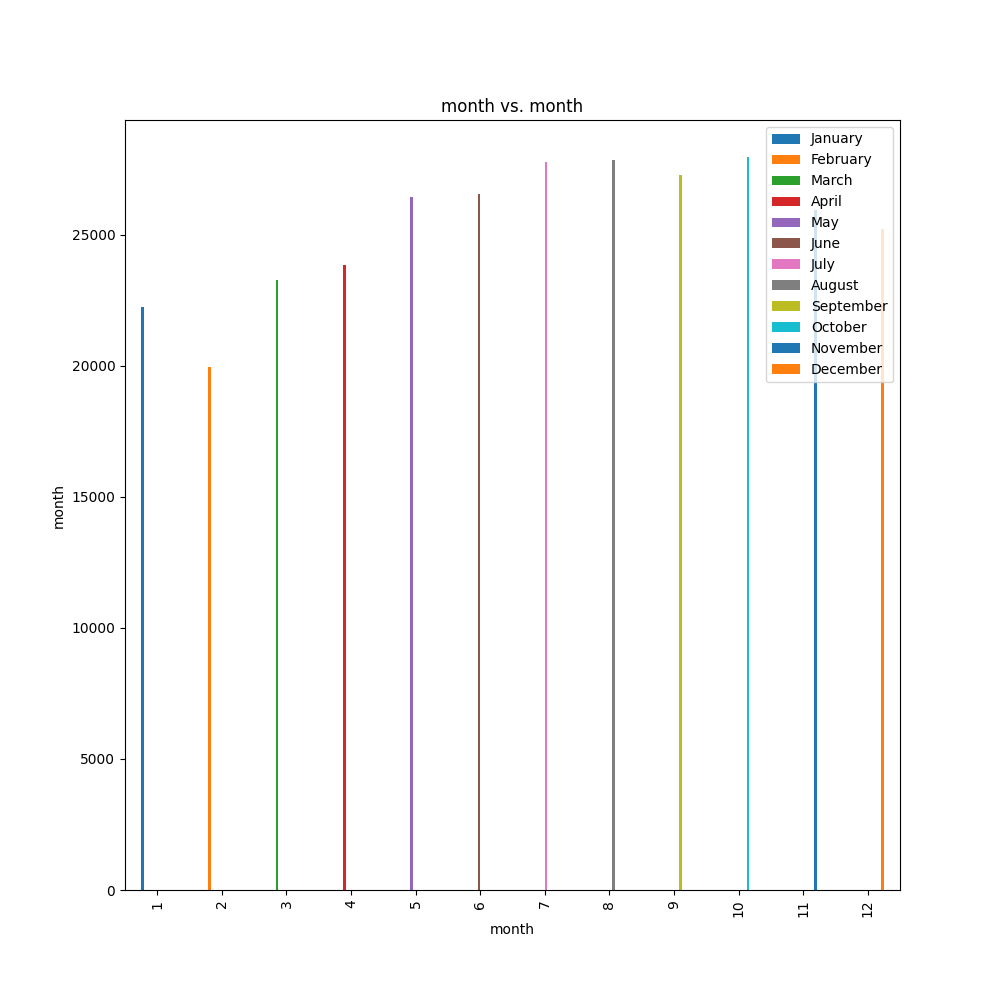 month vs. month
January
February
March
April
May
June
July
August
September
October
November
December
25000
20000
15000
10000
5000
0
month
1 2 3 4 5 6 7 8 9 10 11 12
month